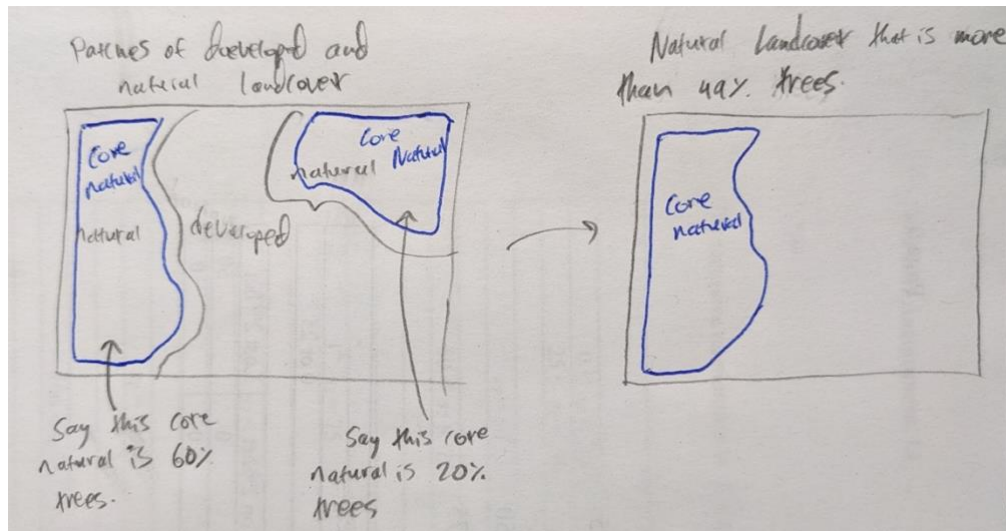 Patches of developed and
natural landcover
Natural Landcover that is more
than 40% trees.
Core
natural
natural
developed
Core
Natural
natural
Core
natural
Say this core
natural is 60%
trees.
Say this core
natural is 20%
trees